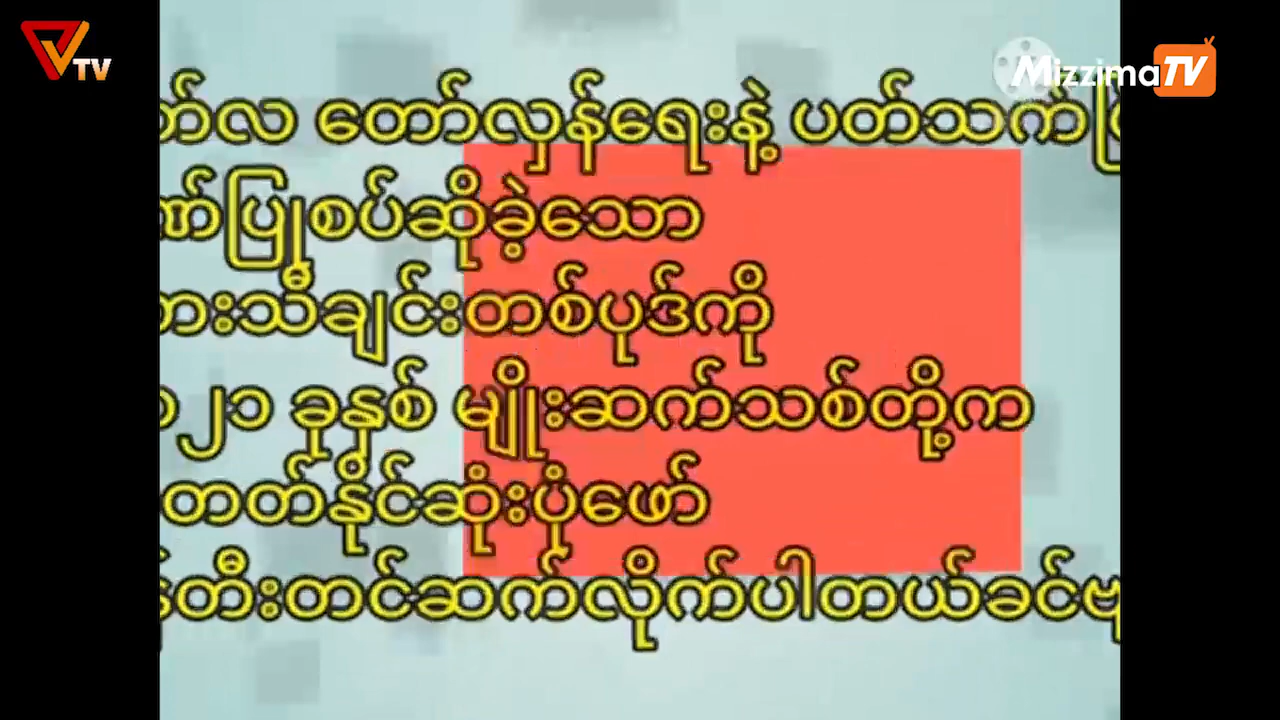 TV
MizzimaTV
တော်လှန်ရေးနဲ့ ပတ်သက်
ပြုစပ်ဆိုခဲ့သော
သီချင်းတစ်ပုဒ်ကို
၂၁ ခုနှစ် မျိုးဆက်သစ်တို့က
တတ်နိုင်ဆုံးပုံဖော်
တီးတင်ဆက်လိုက်ပါတယ်ခင်ဗျ